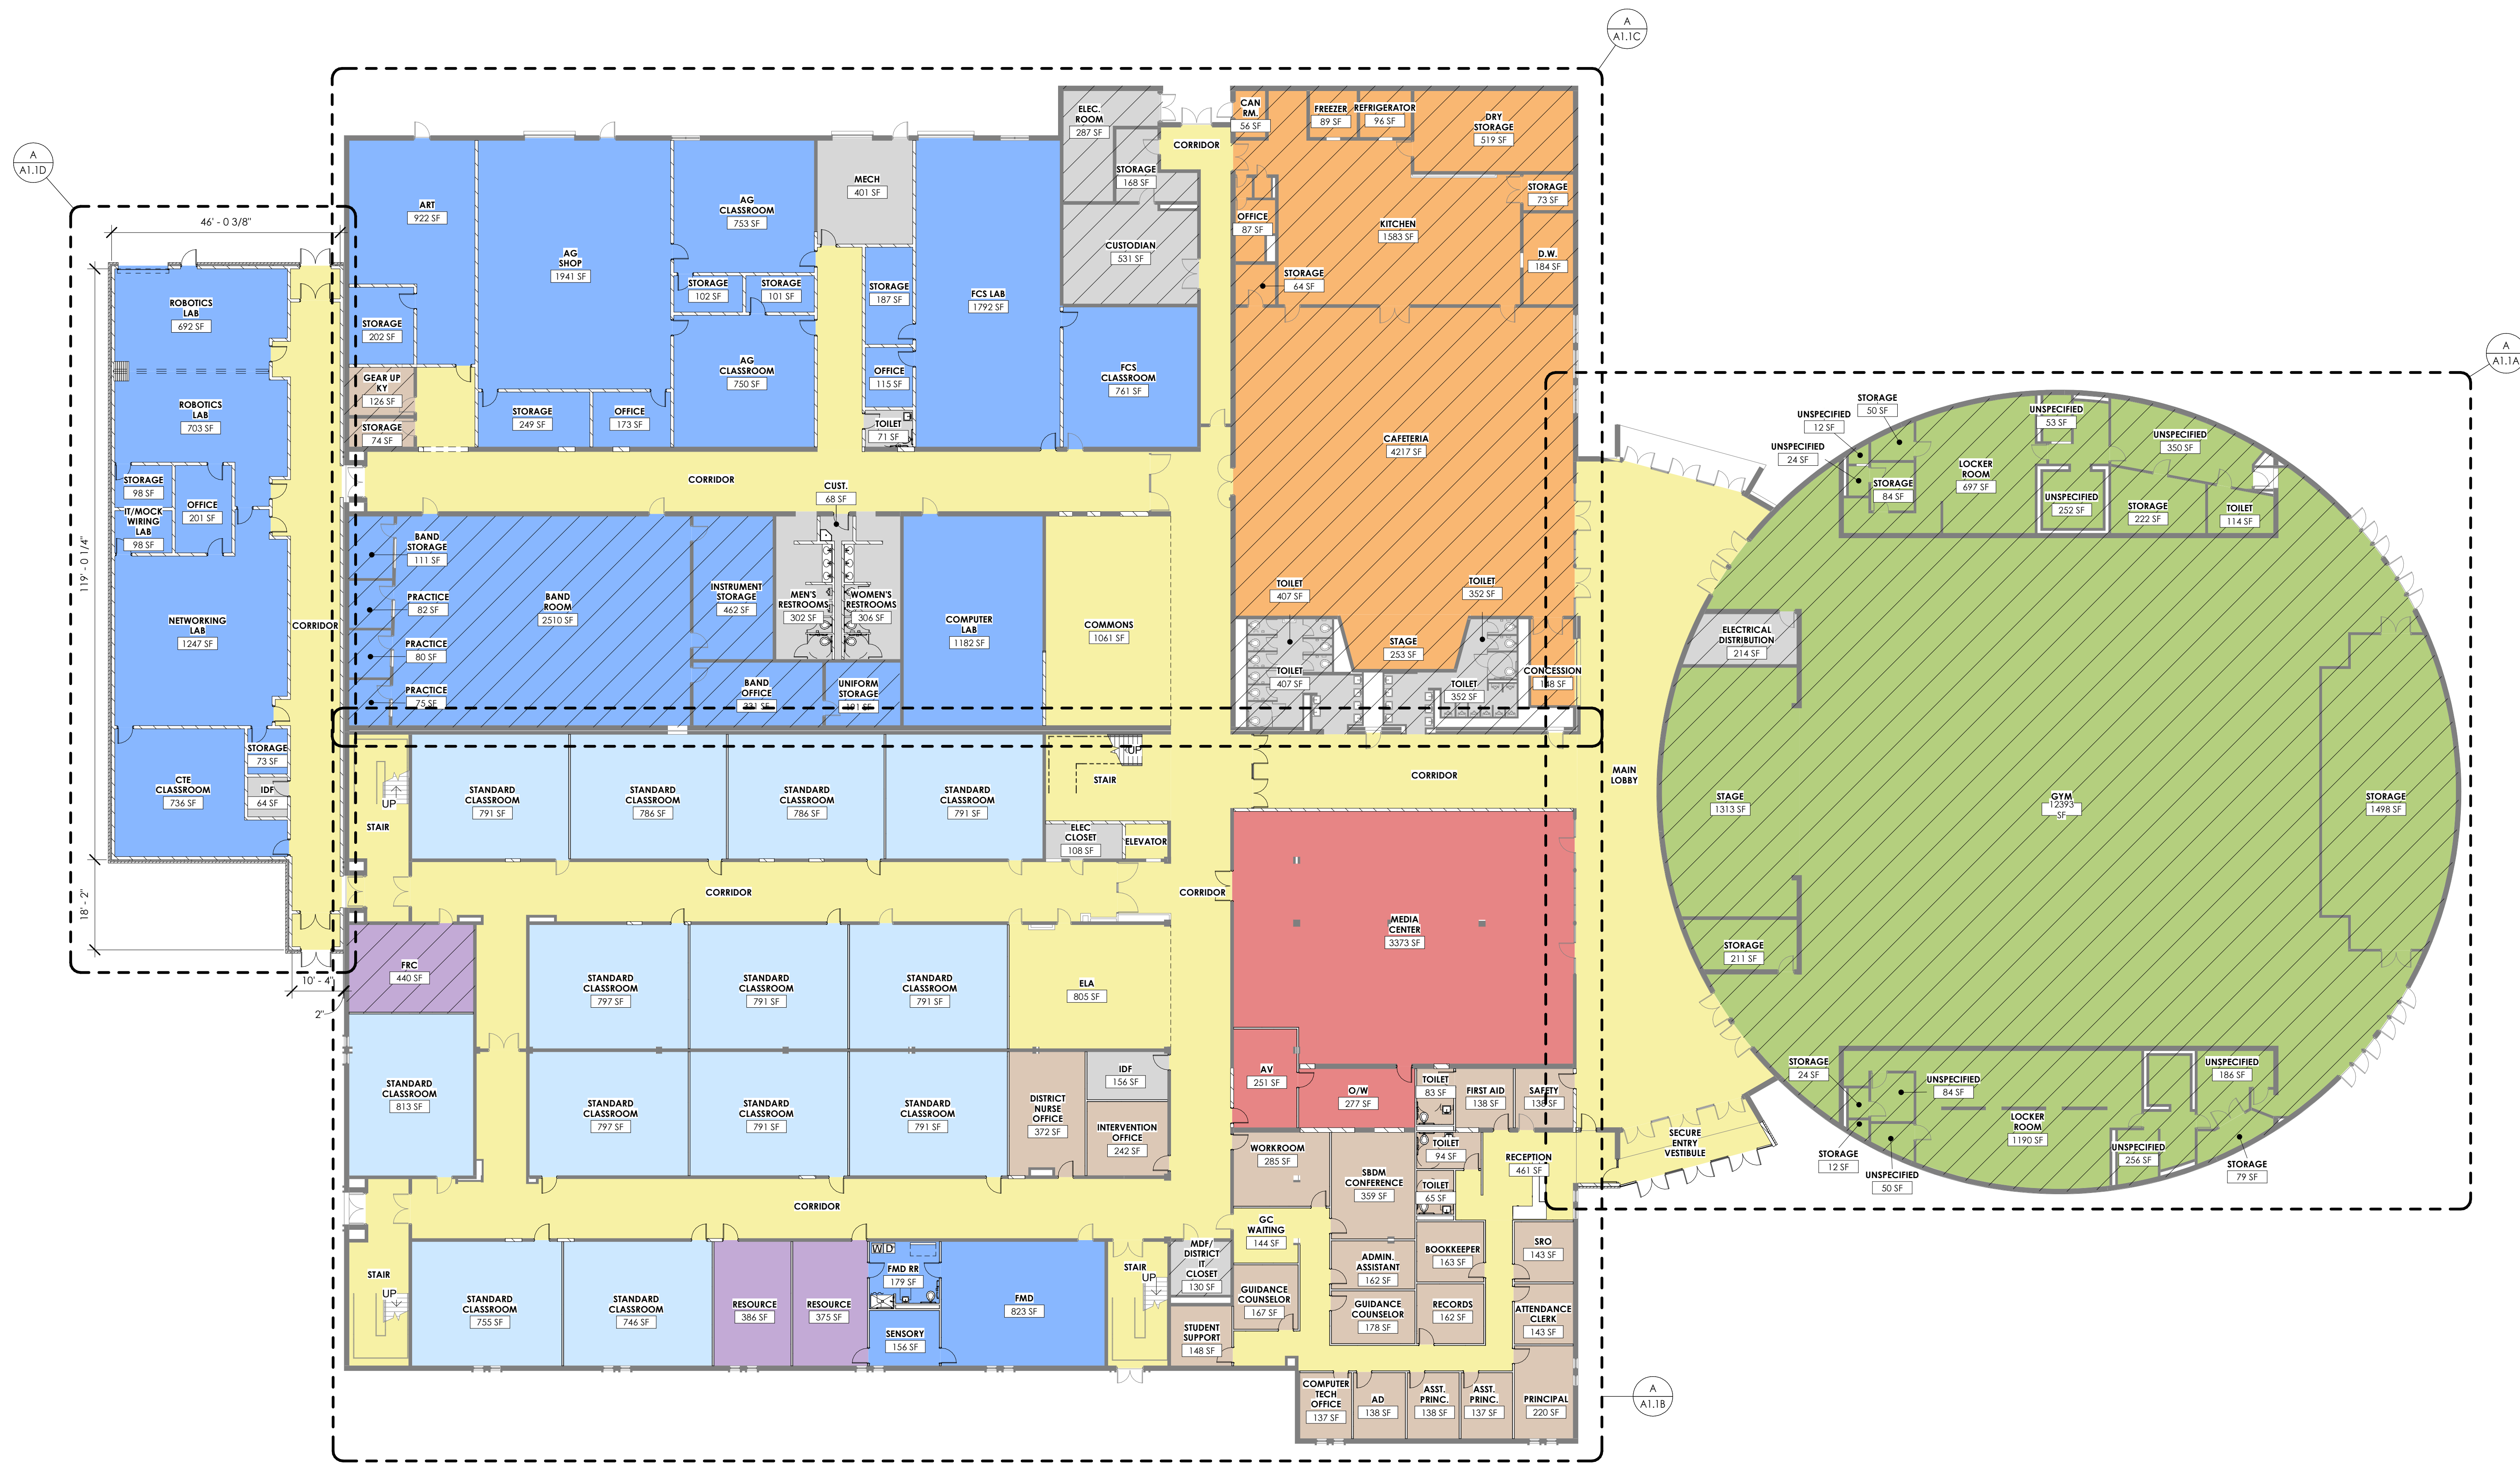 A
A1.1C
A
A1.1D
A
A1.1A
A
A1.1B
46' - 0 3/8"
119' - 0 1/4"
18' - 2"
10' - 4"
2"
ROBOTICS
LAB
692 SF
ROBOTICS
LAB
703 SF
STORAGE
98 SF
OFFICE
201 SF
IT/MOCK
WIRING
LAB
98 SF
NETWORKING
LAB
1247 SF
CORRIDOR
STORAGE
73 SF
CTE
CLASSROOM
736 SF
IDF
64 SF
ART
922 SF
STORAGE
202 SF
GEAR UP
KY
126 SF
STORAGE
74 SF
AG
SHOP
1941 SF
STORAGE
249 SF
OFFICE
173 SF
AG
CLASSROOM
753 SF
STORAGE
102 SF
STORAGE
101 SF
AG
CLASSROOM
750 SF
MECH
401 SF
STORAGE
187 SF
OFFICE
115 SF
TOILET
71 SF
FCS LAB
1792 SF
FCS
CLASSROOM
761 SF
ELEC.
ROOM
287 SF
STORAGE
168 SF
CUSTODIAN
531 SF
CORRIDOR
CAN
RM.
56 SF
FREEZER
89 SF
REFRIGERATOR
96 SF
DRY
STORAGE
519 SF
STORAGE
73 SF
OFFICE
87 SF
KITCHEN
1583 SF
D.W.
184 SF
STORAGE
64 SF
CAFETERIA
4217 SF
CORRIDOR
CUST.
68 SF
BAND
STORAGE
111 SF
PRACTICE
82 SF
PRACTICE
80 SF
PRACTICE
75 SF
BAND
ROOM
2510 SF
INSTRUMENT
STORAGE
462 SF
MEN'S
RESTROOMS
302 SF
WOMEN'S
RESTROOMS
306 SF
BAND
OFFICE
231 SF
UNIFORM
STORAGE
COMPUTER
LAB
1182 SF
COMMONS
1061 SF
TOILET
407 SF
TOILET
352 SF
STAGE
253 SF
TOILET
407 SF
TOILET
352 SF
CONCESSION
148 SF
UP
STAIR
STANDARD
CLASSROOM
791 SF
STANDARD
CLASSROOM
786 SF
STANDARD
CLASSROOM
786 SF
STANDARD
CLASSROOM
791 SF
UP
STAIR
ELEC
CLOSET
108 SF
ELEVATOR
CORRIDOR
MAIN
LOBBY
CORRIDOR
CORRIDOR
FRC
440 SF
STANDARD
CLASSROOM
797 SF
STANDARD
CLASSROOM
791 SF
STANDARD
CLASSROOM
791 SF
ELA
805 SF
MEDIA
CENTER
3373 SF
STANDARD
CLASSROOM
813 SF
STANDARD
CLASSROOM
797 SF
STANDARD
CLASSROOM
791 SF
STANDARD
CLASSROOM
791 SF
DISTRICT
NURSE
OFFICE
372 SF
IDF
156 SF
INTERVENTION
OFFICE
242 SF
AV
251 SF
O/W
277 SF
TOILET
83 SF
FIRST AID
138 SF
SAFETY
138 SF
WORKROOM
285 SF
SBDM
CONFERENCE
359 SF
TOILET
94 SF
TOILET
65 SF
RECEPTION
461 SF
SECURE
ENTRY
VESTIBULE
CORRIDOR
STAIR
UP
STANDARD
CLASSROOM
755 SF
STANDARD
CLASSROOM
746 SF
RESOURCE
386 SF
RESOURCE
375 SF
W D
FMD RR
179 SF
SENSORY
156 SF
FMD
823 SF
STAIR
UP
MDF/
DISTRICT
IT
CLOSET
130 SF
STUDENT
SUPPORT
148 SF
GC
WAITING
144 SF
GUIDANCE
COUNSELOR
167 SF
ADMIN.
ASSISTANT
162 SF
GUIDANCE
COUNSELOR
178 SF
BOOKKEEPER
163 SF
RECORDS
162 SF
SRO
143 SF
ATTENDANCE
CLERK
143 SF
COMPUTER
TECH
OFFICE
137 SF
AD
138 SF
ASST.
PRINC.
138 SF
ASST.
PRINC.
137 SF
PRINCIPAL
220 SF
STORAGE
50 SF
UNSPECIFIED
12 SF
UNSPECIFIED
24 SF
STORAGE
84 SF
LOCKER
ROOM
697 SF
UNSPECIFIED
53 SF
UNSPECIFIED
350 SF
UNSPECIFIED
252 SF
STORAGE
222 SF
TOILET
114 SF
ELECTRICAL
DISTRIBUTION
214 SF
STAGE
1313 SF
GYM
12393
SF
STORAGE
1498 SF
STORAGE
211 SF
STORAGE
24 SF
UNSPECIFIED
84 SF
UNSPECIFIED
186 SF
LOCKER
ROOM
1190 SF
UNSPECIFIED
256 SF
STORAGE
12 SF
UNSPECIFIED
50 SF
STORAGE
79 SF